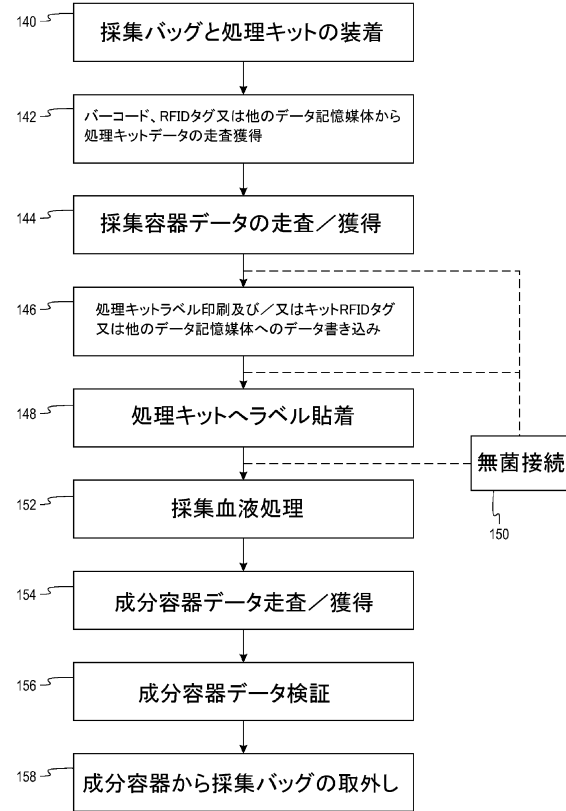 140
採集バッグと処理キットの装着
142
バーコード、RFIDタグ又は他のデータ記憶媒体から
処理キットデータの走査獲得
144
採集容器データの走査／獲得
146
処理キットラベル印刷及び／又はキットRFIDタグ
又は他のデータ記憶媒体へのデータ書き込み
148
処理キットへラベル貼着
無菌接続
150
152
採集血液処理
154
成分容器データ走査／獲得
156
成分容器データ検証
158
成分容器から採集バッグの取外し